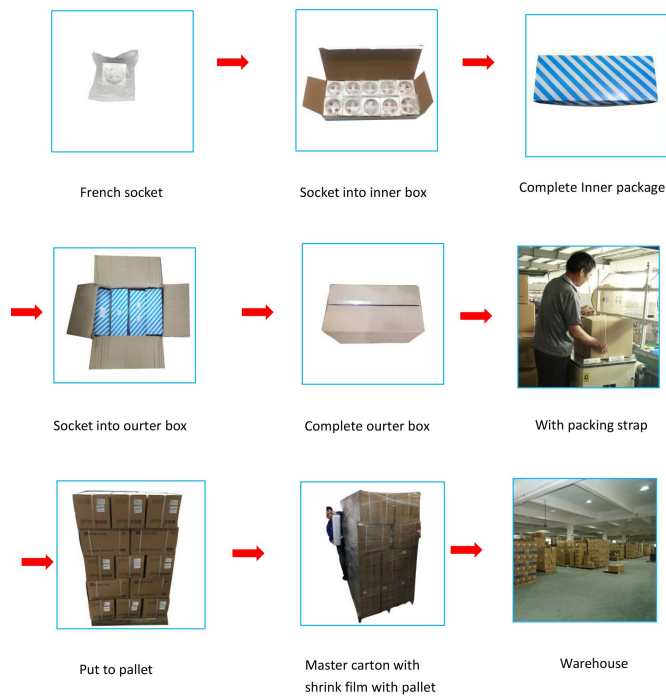 French socket
Socket into inner box
Complete Inner package
Socket into ourter box
Complete ourter box
With packing strap
Put to pallet
Master carton with
shrink film with pallet
Warehouse